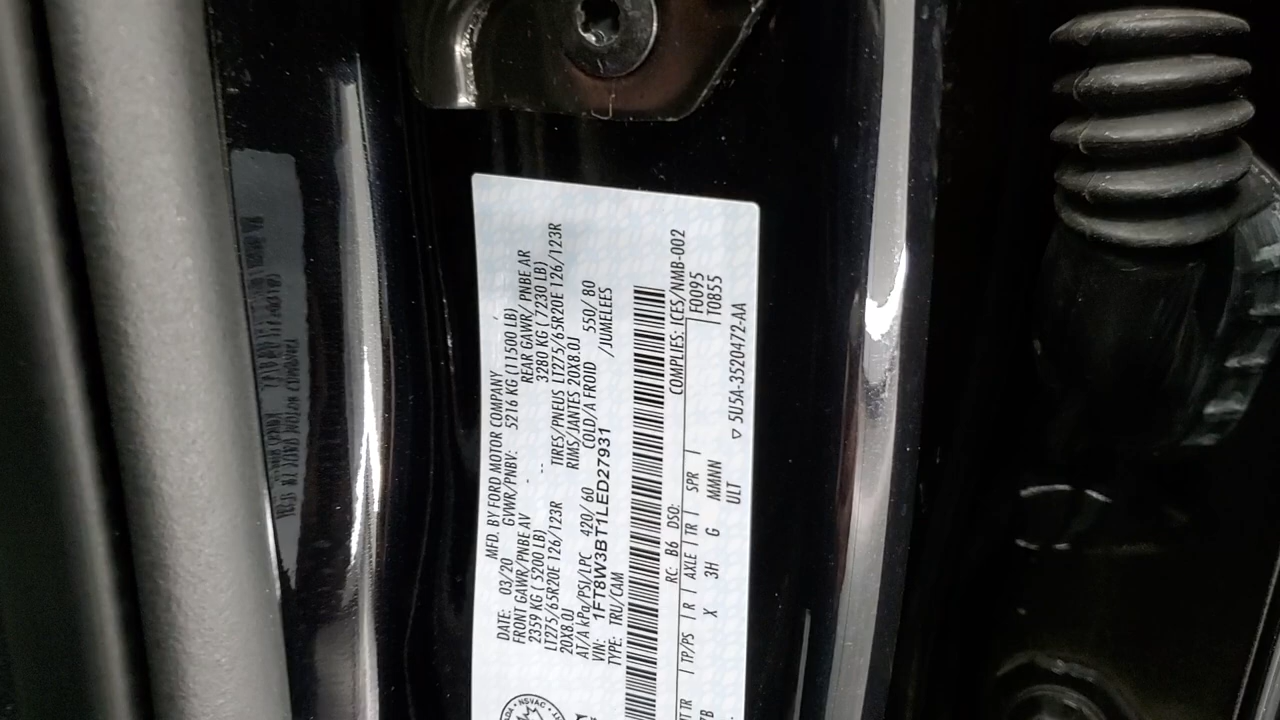 DATE: 03/20 MFD. BY FORD MOTOR COMPANY
GVWR/PNBV: 5216 KG (11500 LB)
FRONT GAWR/PNBE AV - REAR GAWR/ PNBE AR
2359 KG ( 5200 LB) -- 3280 KG ( 7230 LB)
LT275/65R20E 126/123R TIRES/PNEUS LT275/65R20E 126/123R
20X8.0J RIMS/JANTES 20X8.0J
AT/A kPa/PSI/LPC 420/ 60 COLD/A FROID 550/ 80
VIN: 1FT8W3BT1LED27931 /JUMELEES
TYPE: TRU/CAM
COMPLIES: ICES/NMB-002
RC: B6 DSO: F0095
TR | TP/PS | R | AXLE | TR | SPR | T0855
X 3H G MMNN
ULT ▽ 5U5A-3520472-AA
NSVAC